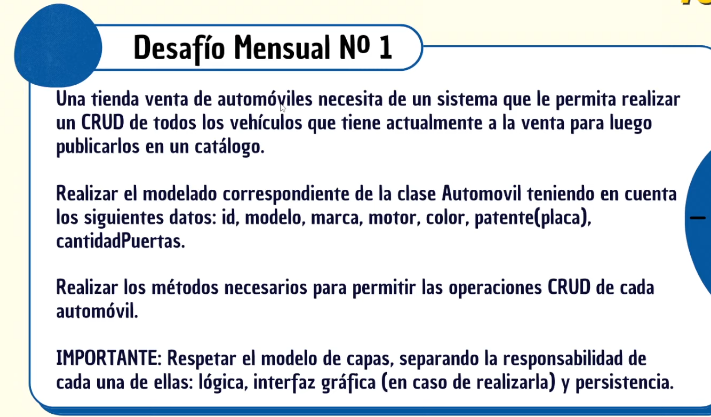 Desafío Mensual Nº 1
Una tienda venta de automóviles necesita de un sistema que le permita realizar
un CRUD de todos los vehículos que tiene actualmente a la venta para luego
publicarlos en un catálogo.
Realizar el modelado correspondiente de la clase Automovil teniendo en cuenta
los siguientes datos: id, modelo, marca, motor, color, patente(placa),
cantidadPuertas.
Realizar los métodos necesarios para permitir las operaciones CRUD de cada
automóvil.
IMPORTANTE: Respetar el modelo de capas, separando la responsabilidad de
cada una de ellas: lógica, interfaz gráfica (en caso de realizarla) y persistencia.